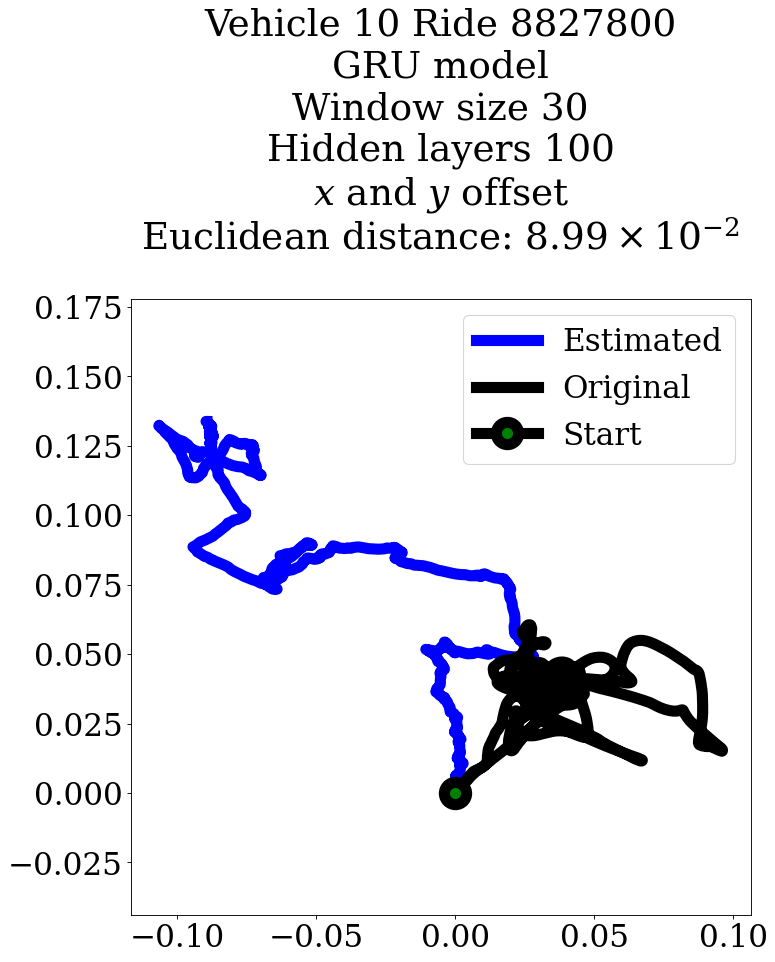 Vehicle 10 Ride 8827800
GRU model
Window size 30
Hidden layers 100
x and y offset
Euclidean distance: 8.99 × 10⁻²
0.175
0.150
0.125
0.100
0.075
0.050
0.025
0.000
−0.025
Estimated
Original
Start
−0.10
−0.05
0.00
0.05
0.10